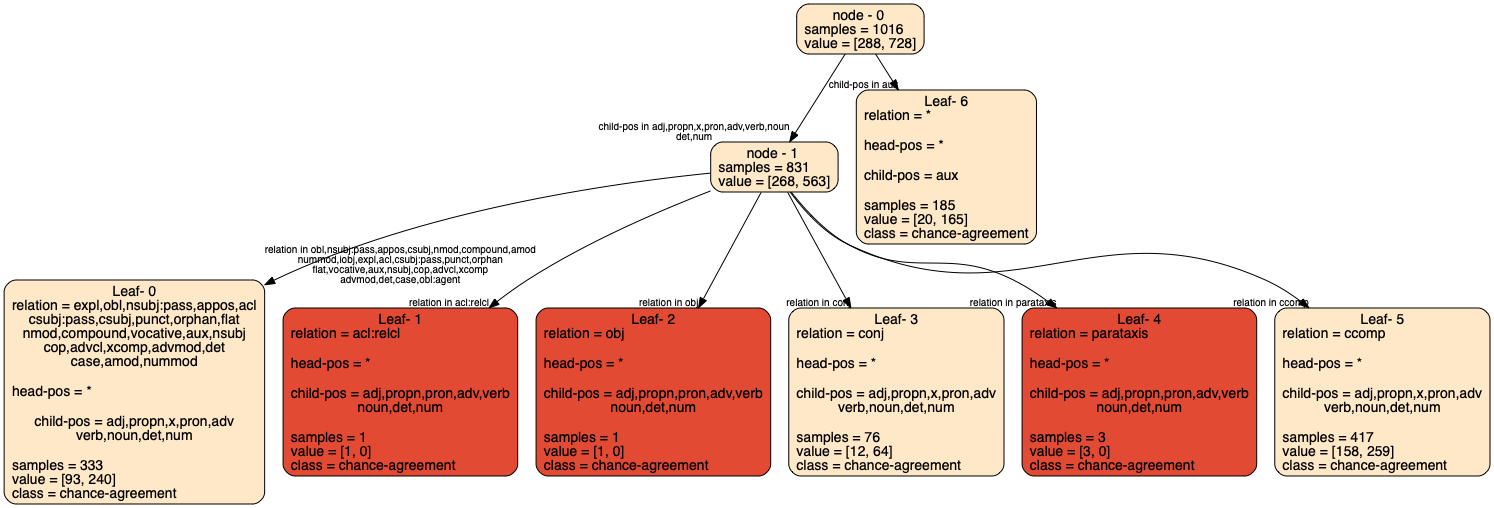 node - 0
samples = 1016
value = [288, 728]
child-pos in aux
Leaf- 6
relation = *
head-pos = *
child-pos = aux
samples = 185
value = [20, 165]
class = chance-agreement
child-pos in adj,propn,x,pron,adv,verb,noun
det,num
node - 1
samples = 831
value = [268, 563]
relation in obl,nsubj:pass,appos,csubj,nmod,compound,amod
nummod,iobj,expl,acl,csubj:pass,punct,orphan
flat,vocative,aux,nsubj,cop,advcl,xcomp
advmod,det,case,obl:agent
Leaf- 0
relation = expl,obl,nsubj:pass,appos,acl
csubj:pass,csubj,punct,orphan,flat
nmod,compound,vocative,aux,nsubj
cop,advcl,xcomp,advmod,det
case,amod,nummod
head-pos = *
child-pos = adj,propn,x,pron,adv
verb,noun,det,num
samples = 333
value = [93, 240]
class = chance-agreement
relation in acl:relcl
Leaf- 1
relation = acl:relcl
head-pos = *
child-pos = adj,propn,pron,adv,verb
noun,det,num
samples = 1
value = [1, 0]
class = chance-agreement
relation in obj
Leaf- 2
relation = obj
head-pos = *
child-pos = adj,propn,pron,adv,verb
noun,det,num
samples = 1
value = [1, 0]
class = chance-agreement
relation in conj
Leaf- 3
relation = conj
head-pos = *
child-pos = adj,propn,x,pron,adv
verb,noun,det,num
samples = 76
value = [12, 64]
class = chance-agreement
relation in parataxis
Leaf- 4
relation = parataxis
head-pos = *
child-pos = adj,propn,pron,adv,verb
noun,det,num
samples = 3
value = [3, 0]
class = chance-agreement
relation in ccomp
Leaf- 5
relation = ccomp
head-pos = *
child-pos = adj,propn,x,pron,adv
verb,noun,det,num
samples = 417
value = [158, 259]
class = chance-agreement